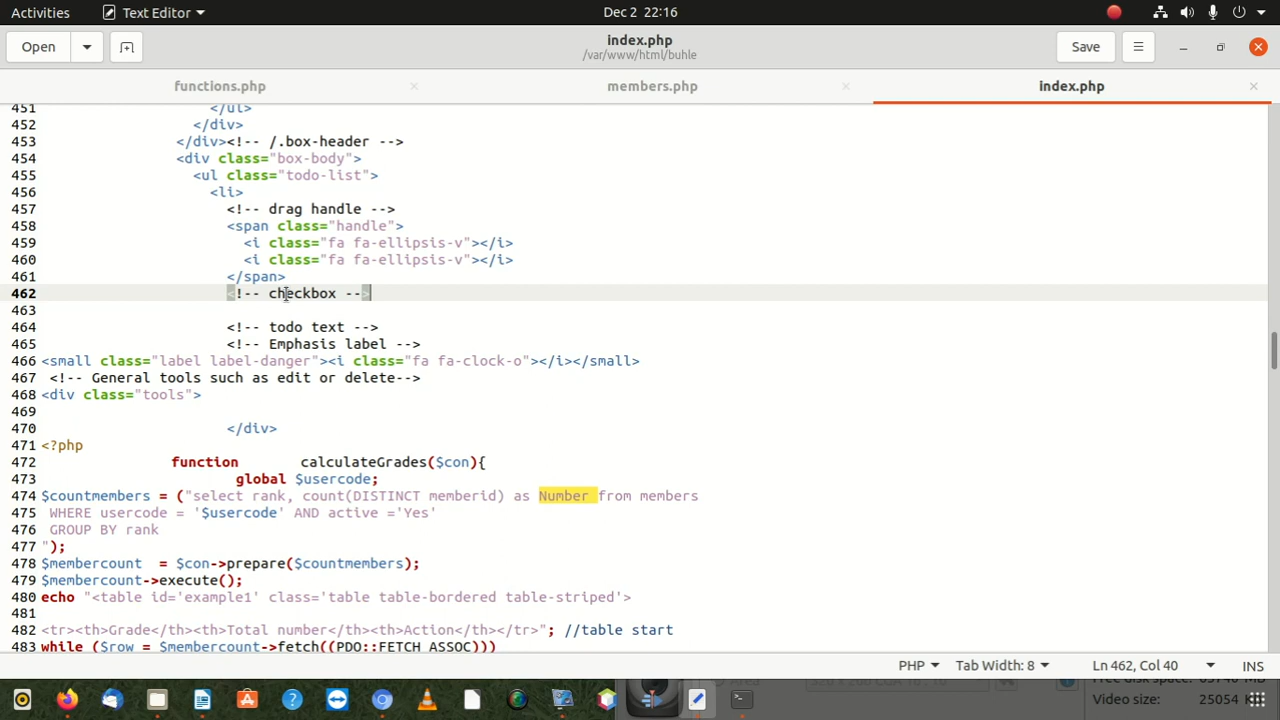 Activities Text Editor Dec 2 22:16
Open index.php Save
/var/www/html/buhle
functions.php members.php index.php
451 </ul>
452 </div>
453 </div><!-- /.box-header -->
454 <div class="box-body">
455 <ul class="todo-list">
456 <li>
457 <!-- drag handle -->
458 <span class="handle">
459 <i class="fa fa-ellipsis-v"></i>
460 <i class="fa fa-ellipsis-v"></i>
461 </span>
462 <!-- checkbox -->
463
464 <!-- todo text -->
465 <!-- Emphasis label -->
466 <small class="label label-danger"><i class="fa fa-clock-o"></i></small>
467 <!-- General tools such as edit or delete-->
468 <div class="tools">
469
470 </div>
471 <?php
472 function calculateGrades($con){
473 global $usercode;
474 $countmembers = ("select rank, count(DISTINCT memberid) as Number from members
475 WHERE usercode = '$usercode' AND active ='Yes'
476 GROUP BY rank
477 ");
478 $membercount = $con->prepare($countmembers);
479 $membercount->execute();
480 echo "<table id='example1' class='table table-bordered table-striped'>
481
482 <tr><th>Grade</th><th>Total number</th><th>Action</th></tr>"; //table start
483 while ($row = $membercount->fetch((PDO::FETCH_ASSOC)))
PHP Tab Width: 8 Ln 462, Col 40 INS
Video size: 25054